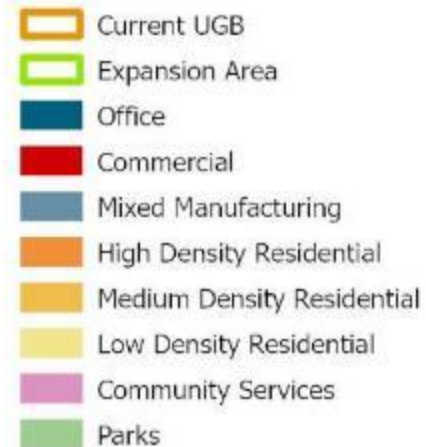 Current UGB
Expansion Area
Office
Commercial
Mixed Manufacturing
High Density Residential
Medium Density Residential
Low Density Residential
Community Services
Parks